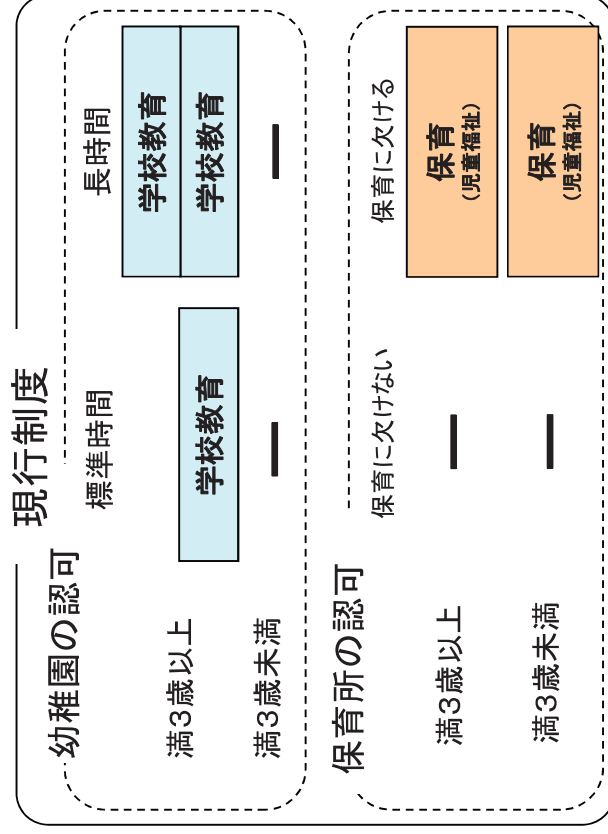 現行制度
幼稚園の認可
標準時間
長時間
学校教育
満3歳以上
学校教育
学校教育
満3歳未満
ー
ー
保育所の認可
保育に欠けない
保育に欠ける
満3歳以上
ー
保育
(児童福祉)
満3歳未満
ー
保育
(児童福祉)